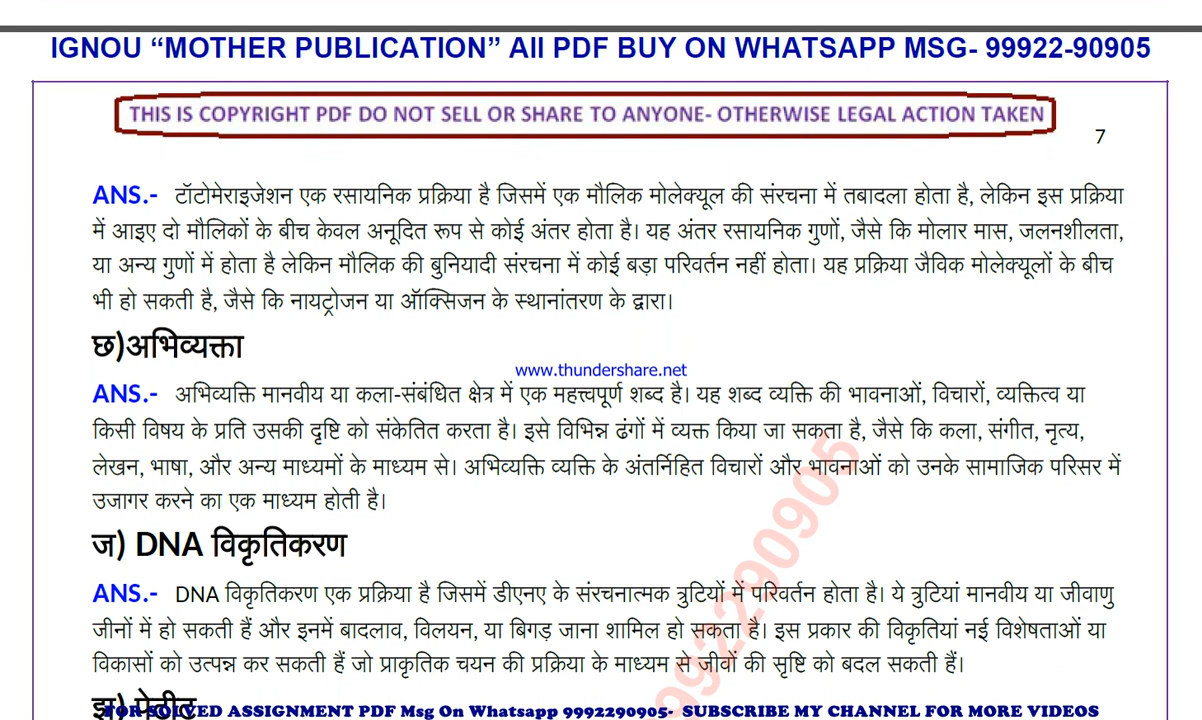 IGNOU “MOTHER PUBLICATION” All PDF BUY ON WHATSAPP MSG- 99922-90905
THIS IS COPYRIGHT PDF DO NOT SELL OR SHARE TO ANYONE- OTHERWISE LEGAL ACTION TAKEN
7
ANS.- टॉटोमेराइजेशन एक रसायनिक प्रक्रिया है जिसमें एक मौलिक मोलेक्यूल की संरचना में तबादला होता है, लेकिन इस प्रक्रिया
में आइए दो मौलिकों के बीच केवल अनूदित रूप से कोई अंतर होता है। यह अंतर रसायनिक गुणों, जैसे कि मोलार मास, जलनशीलता,
या अन्य गुणों में होता है लेकिन मौलिक की बुनियादी संरचना में कोई बड़ा परिवर्तन नहीं होता। यह प्रक्रिया जैविक मोलेक्यूलों के बीच
भी हो सकती है, जैसे कि नायट्रोजन या ऑक्सिजन के स्थानांतरण के द्वारा।
छ)अभिव्यक्ता
www.thundershare.net
ANS.- अभिव्यक्ति मानवीय या कला-संबंधित क्षेत्र में एक महत्त्वपूर्ण शब्द है। यह शब्द व्यक्ति की भावनाओं, विचारों, व्यक्तित्व या
किसी विषय के प्रति उसकी दृष्टि को संकेतित करता है। इसे विभिन्न ढंगों में व्यक्त किया जा सकता है, जैसे कि कला, संगीत, नृत्य,
लेखन, भाषा, और अन्य माध्यमों के माध्यम से। अभिव्यक्ति व्यक्ति के अंतर्निहित विचारों और भावनाओं को उनके सामाजिक परिसर में
उजागर करने का एक माध्यम होती है।
ज) DNA विकृतिकरण
ANS.- DNA विकृतिकरण एक प्रक्रिया है जिसमें डीएनए के संरचनात्मक त्रुटियों में परिवर्तन होता है। ये त्रुटियां मानवीय या जीवाणु
जीनों में हो सकती हैं और इनमें बादलाव, विलयन, या बिगड़ जाना शामिल हो सकता है। इस प्रकार की विकृतियां नई विशेषताओं या
विकासों को उत्पन्न कर सकती हैं जो प्राकृतिक चयन की प्रक्रिया के माध्यम से जीवों की सृष्टि को बदल सकती हैं।
9992290905
झ) पेप्टीट
FOR SOLVED ASSIGNMENT PDF Msg On Whatsapp 9992290905- SUBSCRIBE MY CHANNEL FOR MORE VIDEOS